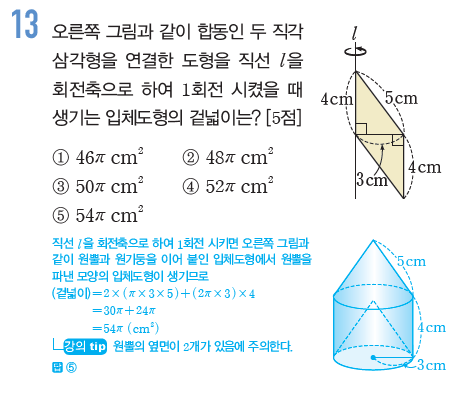 13 오른쪽 그림과 같이 합동인 두 직각
삼각형을 연결한 도형을 직선 l을
회전축으로 하여 1회전 시켰을 때
생기는 입체도형의 겉넓이는? [5점]
① 46π cm² ② 48π cm²
③ 50π cm² ④ 52π cm²
⑤ 54π cm²
l
4cm
5cm
3cm
4cm
직선 l을 회전축으로 하여 1회전 시키면 오른쪽 그림과
같이 원뿔과 원기둥을 이어 붙인 입체도형에서 원뿔을
파낸 모양의 입체도형이 생기므로
(겉넓이)=2×(π×3×5)+(2π×3)×4
=30π+24π
=54π (cm²)
강의 tip 원뿔의 옆면이 2개가 있음에 주의한다.
답 ⑤
5cm
4cm
3cm